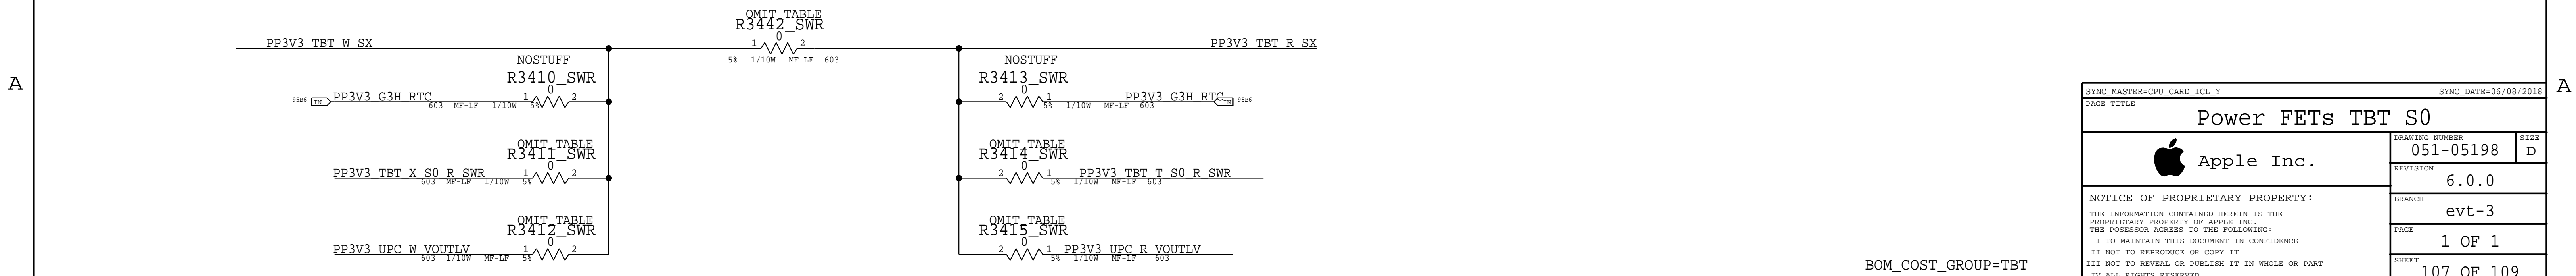 OMIT_TABLE
R3442_SWR
0
PP3V3_TBT_W_SX 1 2 PP3V3_TBT_R_SX
5% 1/10W MF-LF 603
NOSTUFF
R3410_SWR
0
95B6 IN PP3V3_G3H_RTC 1 2
603 MF-LF 1/10W 5%
NOSTUFF
R3413_SWR
0
2 1 PP3V3_G3H_RTC IN 95B6
5% 1/10W MF-LF 603
OMIT_TABLE
R3411_SWR
0
PP3V3_TBT_X_S0_R_SWR 1 2
603 MF-LF 1/10W 5%
OMIT_TABLE
R3414_SWR
0
2 1 PP3V3_TBT_T_S0_R_SWR
5% 1/10W MF-LF 603
OMIT_TABLE
R3412_SWR
0
PP3V3_UPC_W_VOUTLV 1 2
603 1/10W MF-LF 5%
OMIT_TABLE
R3415_SWR
0
2 1 PP3V3_UPC_R_VOUTLV
5% 1/10W MF-LF 603
BOM_COST_GROUP=TBT
A
A
SYNC_MASTER=CPU_CARD_ICL_Y SYNC_DATE=06/08/2018
PAGE TITLE
Power FETs TBT S0
Apple Inc.
DRAWING NUMBER
051-05198
SIZE
D
REVISION
6.0.0
BRANCH
evt-3
PAGE
1 OF 1
SHEET
107 OF 109
NOTICE OF PROPRIETARY PROPERTY:
THE INFORMATION CONTAINED HEREIN IS THE
PROPRIETARY PROPERTY OF APPLE INC.
THE POSESSOR AGREES TO THE FOLLOWING:
I TO MAINTAIN THIS DOCUMENT IN CONFIDENCE
II NOT TO REPRODUCE OR COPY IT
III NOT TO REVEAL OR PUBLISH IT IN WHOLE OR PART
IV ALL RIGHTS RESERVED